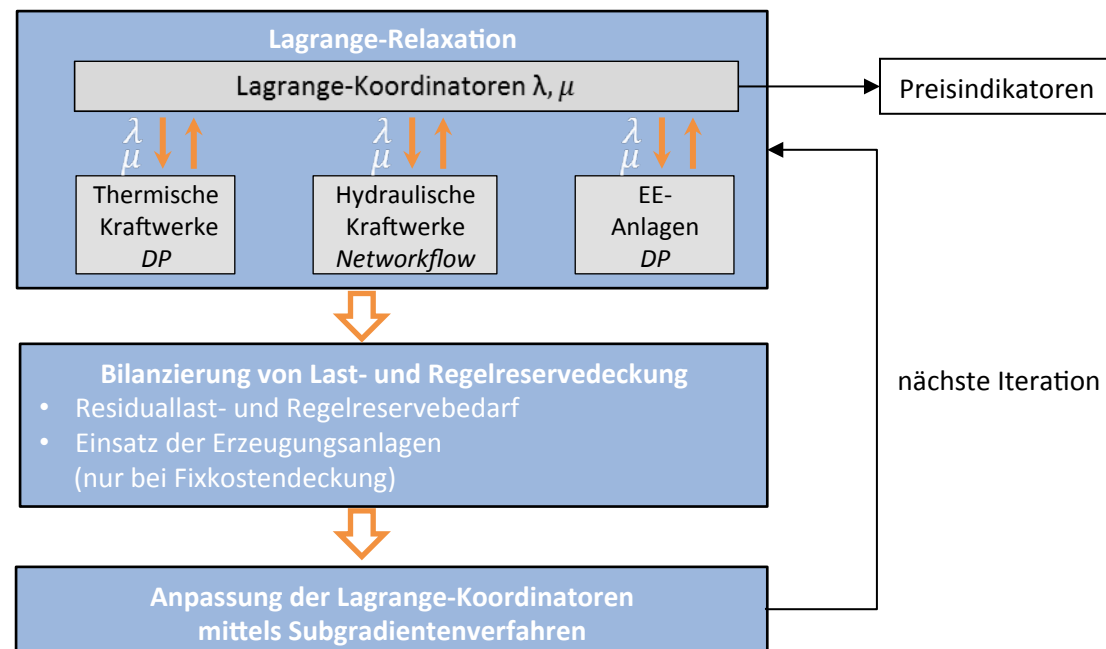 Lagrange-Relaxation
Lagrange-Koordinatoren λ, μ
Preisindikatoren
λ
μ
λ
μ
λ
μ
Thermische
Kraftwerke
DP
Hydraulische
Kraftwerke
Networkflow
EE-
Anlagen
DP
Bilanzierung von Last- und Regelreservedeckung
• Residuallast- und Regelreservebedarf
• Einsatz der Erzeugungsanlagen
(nur bei Fixkostendeckung)
nächste Iteration
Anpassung der Lagrange-Koordinatoren
mittels Subgradientenverfahren